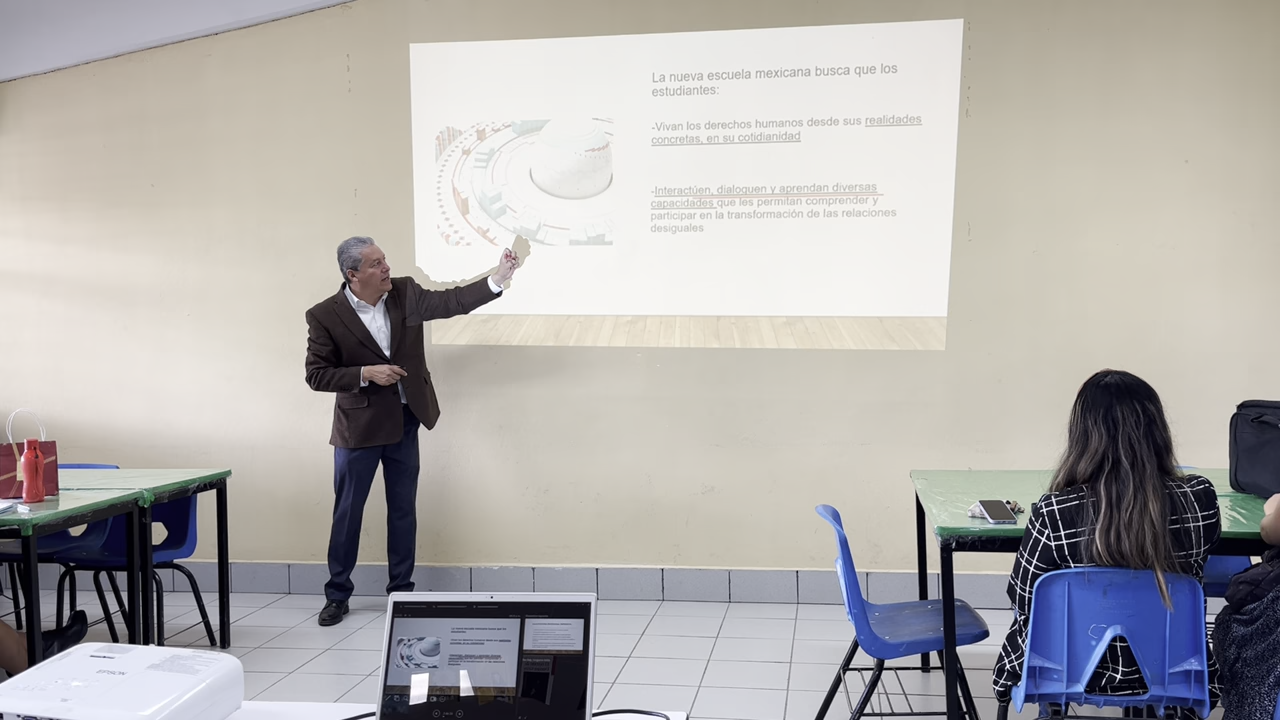 La nueva escuela mexicana busca que los
estudiantes:
-Vivan los derechos humanos desde sus realidades
concretas, en su cotidianidad
-Interactúen, dialoguen y aprendan diversas
capacidades que les permitan comprender y
participar en la transformación de las relaciones
desiguales
EPSON